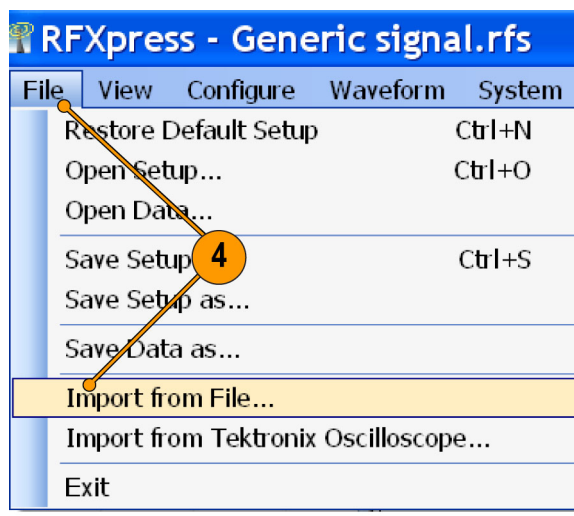 RFXpress - Generic signal.rfs
File View Configure Waveform System
Restore Default Setup Ctrl+N
Open Setup... Ctrl+O
Open Data...
Save Setup Ctrl+S
4
Save Setup as...
Save Data as...
Import from File...
Import from Tektronix Oscilloscope...
Exit